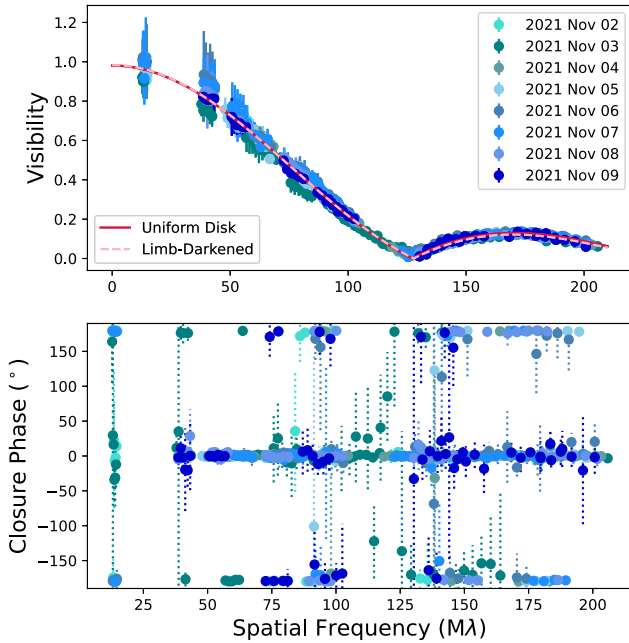 1.2
1.0
0.8
0.6
0.4
0.2
0.0
Visibility
2021 Nov 02
2021 Nov 03
2021 Nov 04
2021 Nov 05
2021 Nov 06
2021 Nov 07
2021 Nov 08
2021 Nov 09
Uniform Disk
Limb-Darkened
0 50 100 150 200
150
100
50
0
−50
−100
−150
Closure Phase (°)
25 50 75 100 125 150 175 200
Spatial Frequency (Mλ)